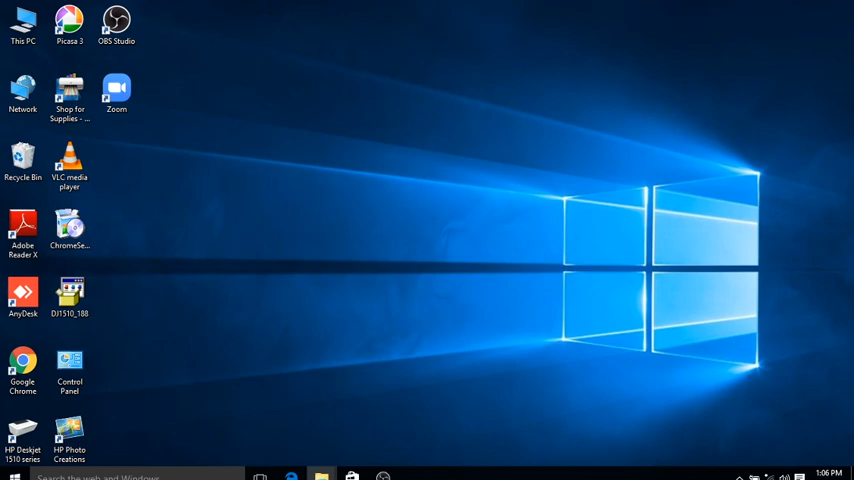 This PC
Picasa 3
OBS Studio
Network
Shop for
Supplies - ...
Zoom
Recycle Bin
VLC media
player
Adobe
Reader X
ChromeSe...
AnyDesk
DJ1510_188
Google
Chrome
Control
Panel
HP Deskjet
1510 series
HP Photo
Creations
Search the web and Windows
1:06 PM